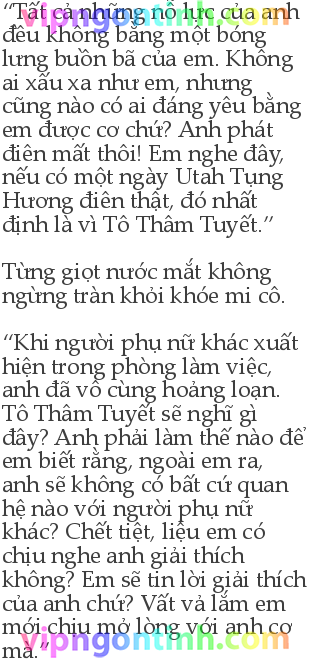 “Tất cả những nỗ lực của anh
đều không bằng một bóng
lưng buồn bã của em. Không
ai xấu xa như em, nhưng
cũng nào có ai đáng yêu bằng
em được cơ chứ? Anh phát
điên mất thôi! Em nghe đây,
nếu có một ngày Utah Tụng
Hương điên thật, đó nhất
định là vì Tô Thâm Tuyết.”
Từng giọt nước mắt không
ngừng tràn khỏi khóe mi cô.
“Khi người phụ nữ khác xuất
hiện trong phòng làm việc,
anh đã vô cùng hoảng loạn.
Tô Thâm Tuyết sẽ nghĩ gì
đây? Anh phải làm thế nào để
em biết rằng, ngoài em ra,
anh sẽ không có bất cứ quan
hệ nào với người phụ nữ
khác? Chết tiệt, liệu em có
chịu nghe anh giải thích
không? Em sẽ tin lời giải thích
của anh chứ? Vất vả lắm em
mới chịu mở lòng với anh cơ
mà.”
vipngontinh.com
vipngontinh.com